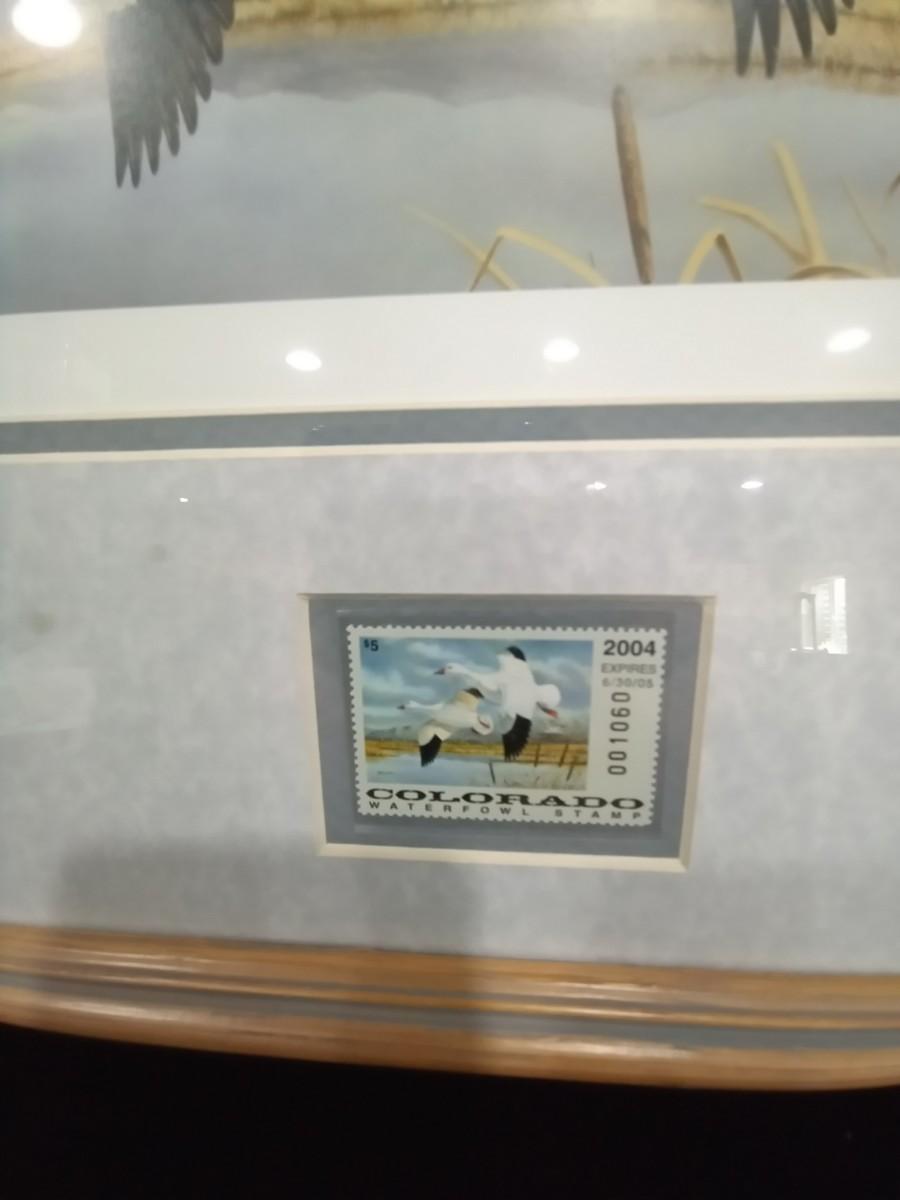 $5
2004
EXPIRES
6/30/05
001060
COLORADO
WATERFOWL STAMP